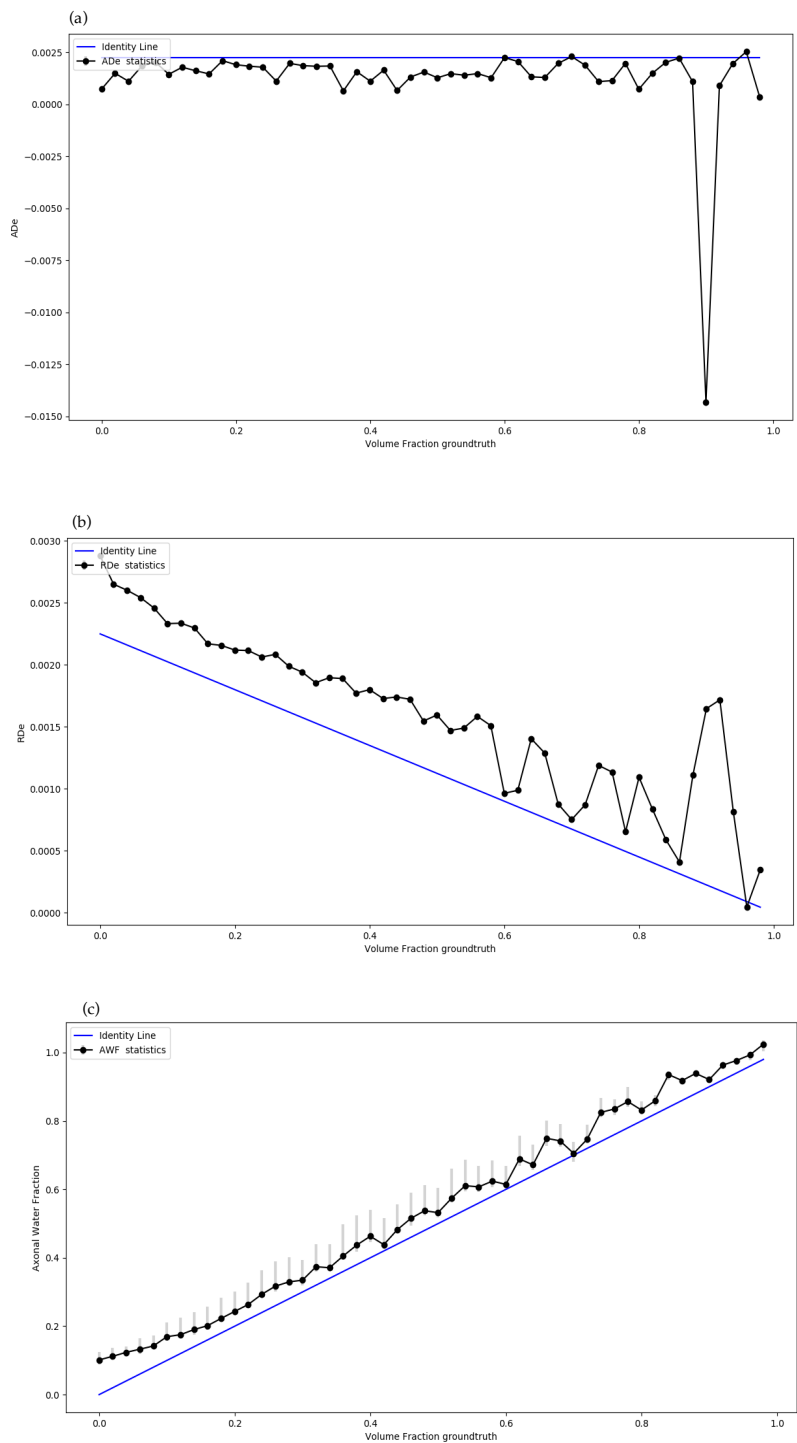 (a)
Identity Line
ADe statistics
0.0025
0.0000
−0.0025
−0.0050
−0.0075
−0.0100
−0.0125
−0.0150
ADe
0.0
0.2
0.4
0.6
0.8
1.0
Volume Fraction groundtruth
(b)
Identity Line
RDe statistics
0.0030
0.0025
0.0020
0.0015
0.0010
0.0005
0.0000
RDe
0.0
0.2
0.4
0.6
0.8
1.0
Volume Fraction groundtruth
(c)
Identity Line
AWF statistics
1.0
0.8
0.6
0.4
0.2
0.0
Axonal Water Fraction
0.0
0.2
0.4
0.6
0.8
1.0
Volume Fraction groundtruth